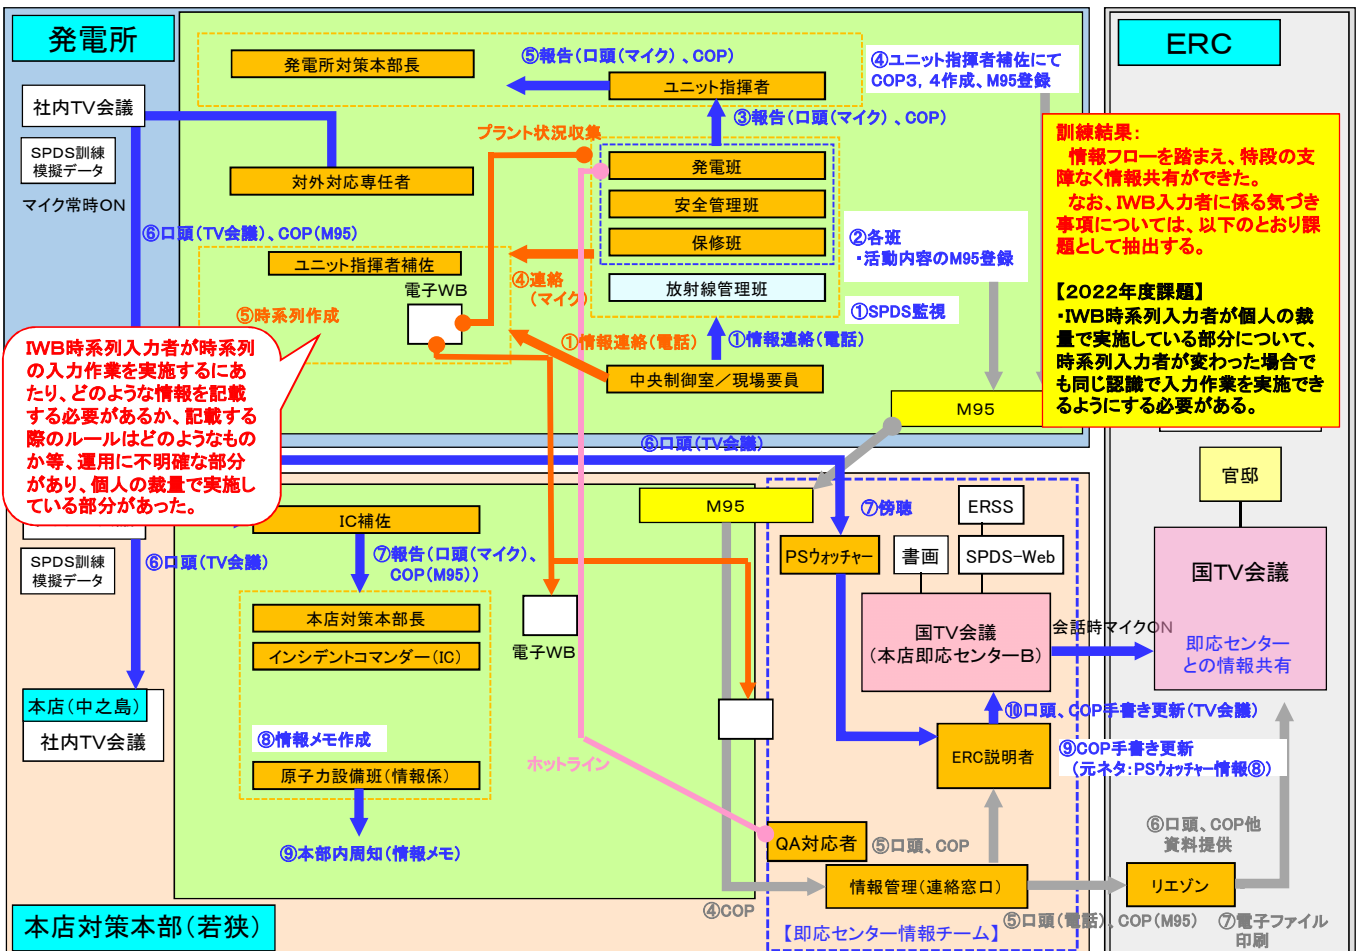 発電所
ERC
発電所対策本部長
⑤報告(口頭(マイク)、COP)
ユニット指揮者
④ユニット指揮者補佐にて
COP3，4作成、M95登録
社内TV会議
SPDS訓練
模擬データ
マイク常時ON
対外対応専任者
プラント状況収集
③報告(口頭(マイク)、COP)
発電班
安全管理班
保修班
放射線管理班
⑥口頭(TV会議)、COP(M95)
ユニット指揮者補佐
電子WB
④連絡
(マイク)
⑤時系列作成
②各班
・活動内容のM95登録
①SPDS監視
①情報連絡(電話)
①情報連絡(電話)
中央制御室／現場要員
M95
訓練結果：
情報フローを踏まえ、特段の支
障なく情報共有ができた。
なお、IWB入力者に係る気づき
事項については、以下のとおり課
題として抽出する。
【2022年度課題】
・IWB時系列入力者が個人の裁
量で実施している部分について、
時系列入力者が変わった場合で
も同じ認識で入力作業を実施でき
るようにする必要がある。
IWB時系列入力者が時系列
の入力作業を実施するにあ
たり、どのような情報を記載
する必要があるか、記載する
際のルールはどのようなもの
か等、運用に不明確な部分
があり、個人の裁量で実施し
ている部分があった。
⑥口頭(TV会議)
M95
⑦傍聴
ERSS
官邸
IC補佐
SPDS訓練
模擬データ
⑥口頭(TV会議)
⑦報告(口頭(マイク)、
COP(M95))
PSウォッチャー
書画
SPDS-Web
国TV会議
本店対策本部長
インシデントコマンダー(IC)
電子WB
国TV会議
(本店即応センターB)
会話時マイクON
即応センター
との情報共有
本店(中之島)
社内TV会議
⑧情報メモ作成
原子力設備班(情報係)
ホットライン
⑩口頭、COP手書き更新(TV会議)
ERC説明者
⑨COP手書き更新
(元ネタ：PSウォッチャー情報⑧)
⑨本部内周知(情報メモ)
QA対応者
⑤口頭、COP
⑥口頭、COP他
資料提供
情報管理(連絡窓口)
リエゾン
④COP
⑤口頭(電話)、COP(M95)
⑦電子ファイル
印刷
本店対策本部(若狭)
【即応センター情報チーム】